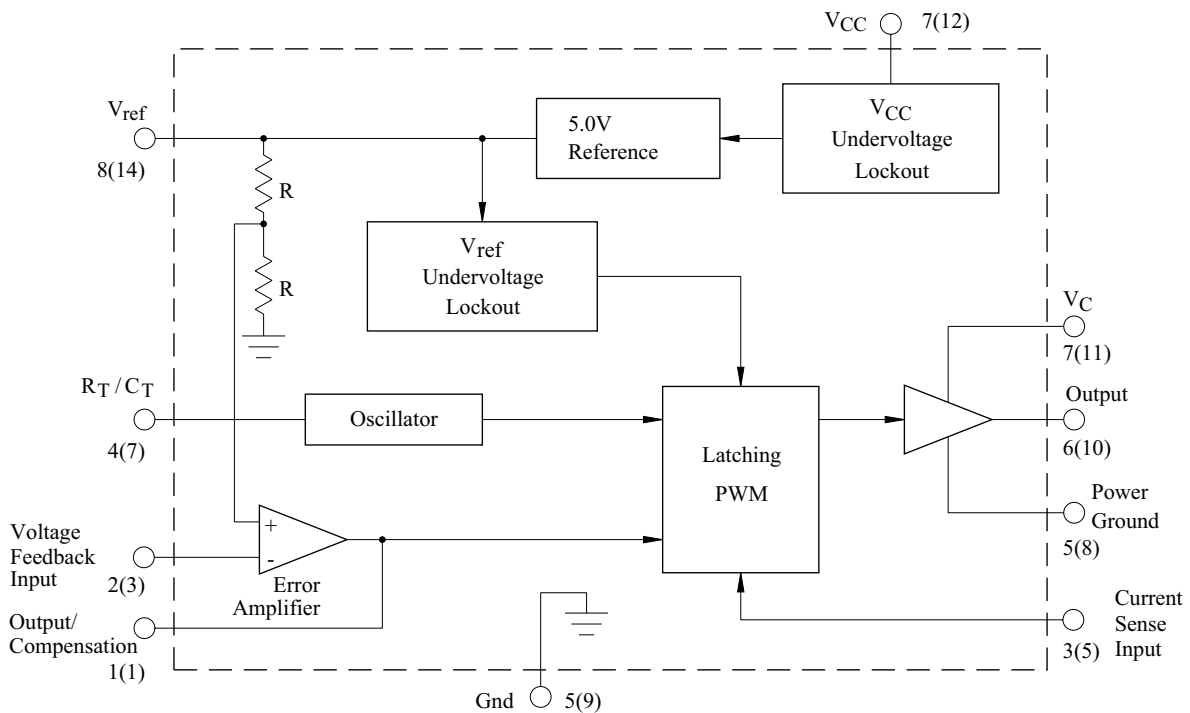 VCC 7(12)
Vref
8(14)
5.0V
Reference
VCC
Undervoltage
Lockout
R
R
Vref
Undervoltage
Lockout
VC
7(11)
RT / CT
4(7)
Oscillator
Latching
PWM
Output
6(10)
Power
Ground
5(8)
Voltage
Feedback
Input
2(3)
+
-
Error
Amplifier
Output/
Compensation
1(1)
Current
Sense
Input
3(5)
Gnd 5(9)